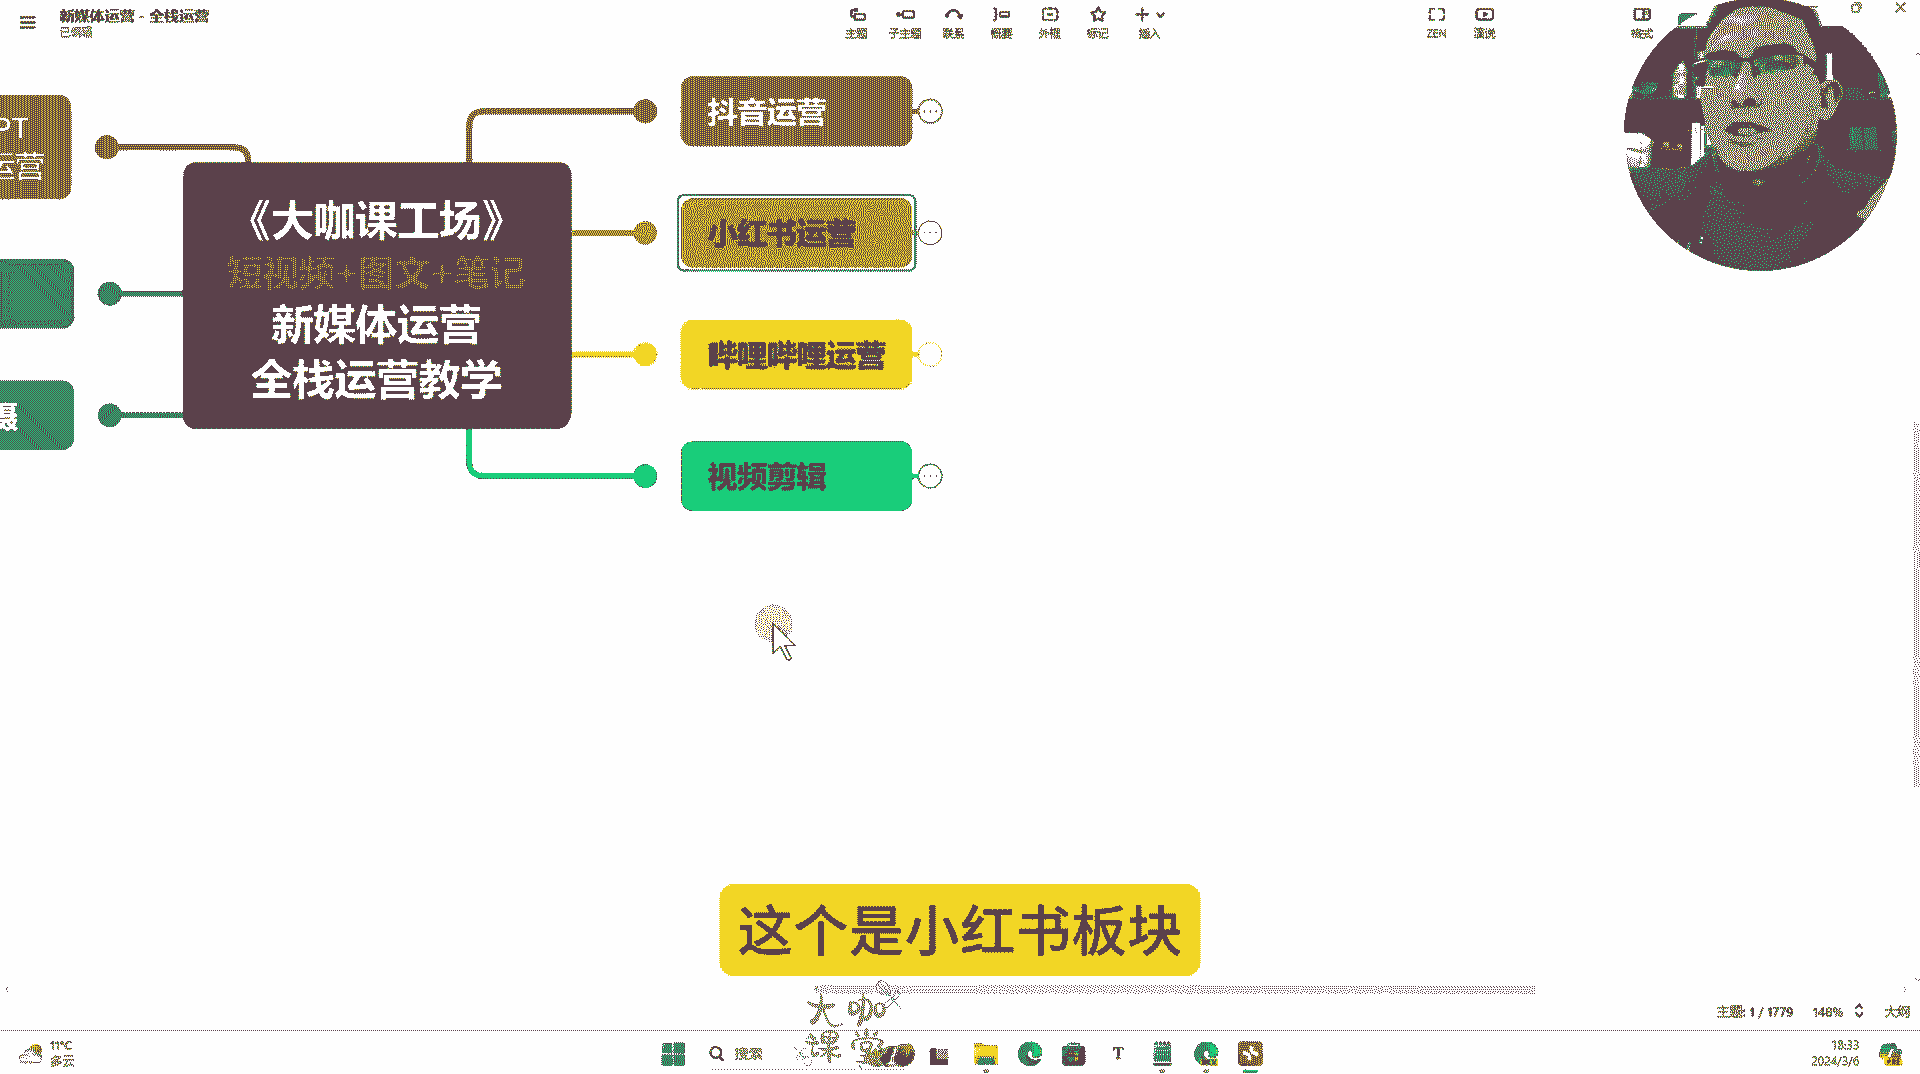 新媒体运营 - 全栈运营
已编辑
主题
子主题
联系
概要
外框
标记
插入
ZEN
演说
格式
PT
运营
《大咖课工场》
短视频+图文+笔记
新媒体运营
全栈运营教学
抖音运营
小红书运营
哔哩哔哩运营
视频剪辑
这个是小红书板块
大咖
课堂
主题: 1 / 1779
148%
大纲
11°C
多云
搜索
18:33
2024/3/6